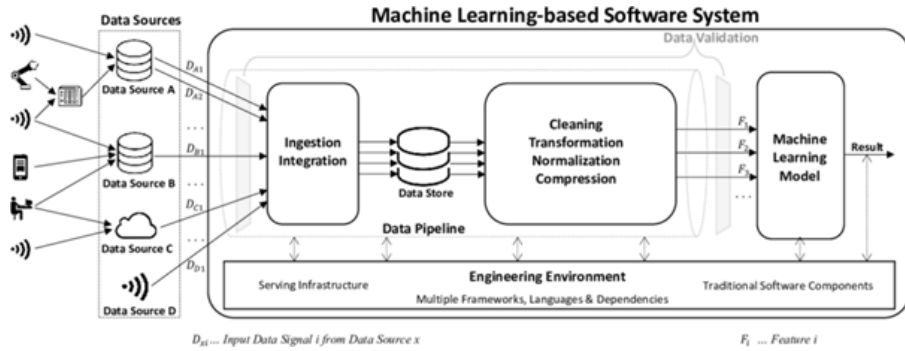 Machine Learning-based Software System
Data Sources
Data Validation
Data Source A
D_A1
D_A2
...
Ingestion
Integration
Data Store
Cleaning
Transformation
Normalization
Compression
F_1
F_2
F_3
...
Machine
Learning
Model
Result
Data Source B
D_B1
...
Data Source C
D_C1
...
Data Pipeline
D_D1
Data Source D
Engineering Environment
Serving Infrastructure
Multiple Frameworks, Languages & Dependencies
Traditional Software Components
D_xi ... Input Data Signal i from Data Source x
F_i ... Feature i